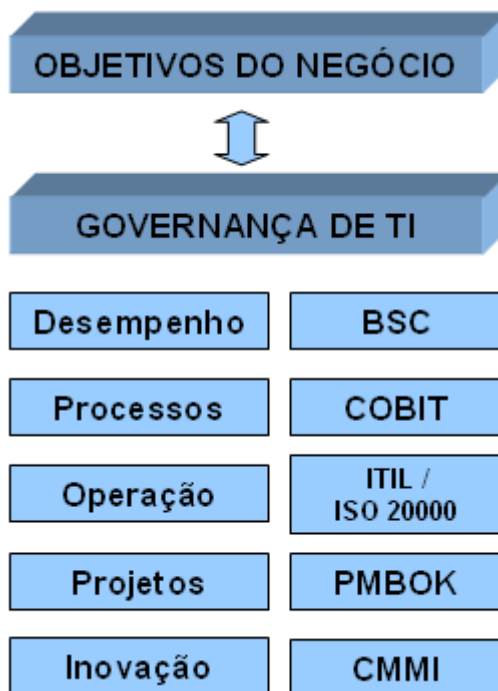 OBJETIVOS DO NEGÓCIO
GOVERNANÇA DE TI
Desempenho
BSC
Processos
COBIT
Operação
ITIL /
ISO 20000
Projetos
PMBOK
Inovação
CMMI